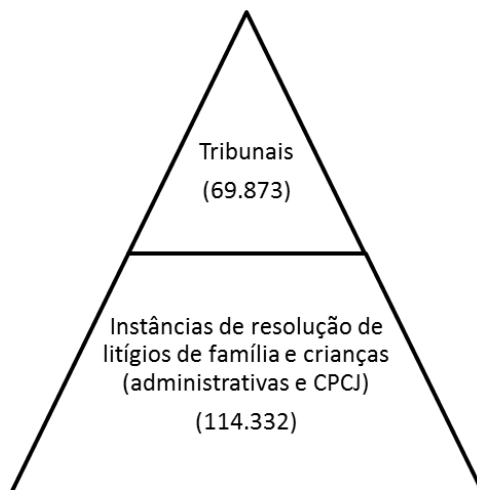 Tribunais
(69.873)
Instâncias de resolução de
litígios de família e crianças
(administrativas e CPCJ)
(114.332)